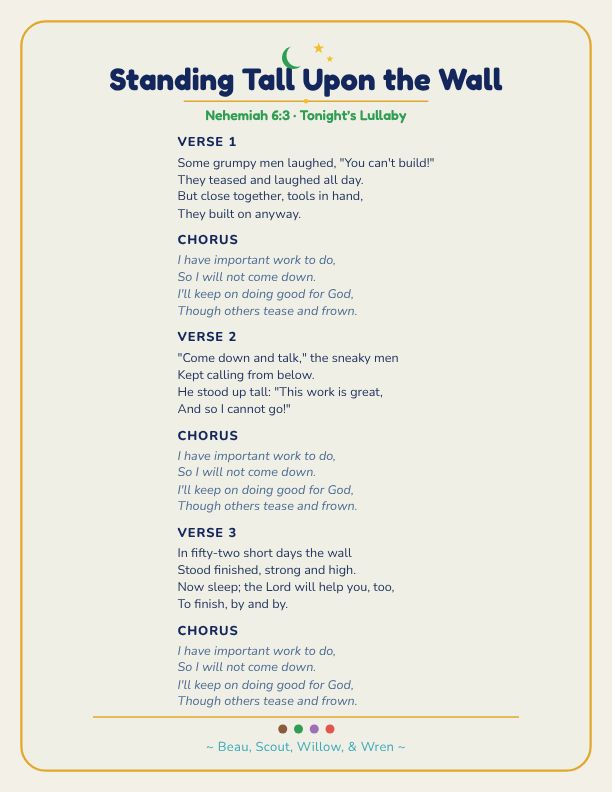 Standing Tall Upon the Wall
Nehemiah 6:3 · Tonight's Lullaby
VERSE 1
Some grumpy men laughed, "You can't build!"
They teased and laughed all day.
But close together, tools in hand,
They built on anyway.
CHORUS
I have important work to do,
So I will not come down.
I'll keep on doing good for God,
Though others tease and frown.
VERSE 2
"Come down and talk," the sneaky men
Kept calling from below.
He stood up tall: "This work is great,
And so I cannot go!"
CHORUS
I have important work to do,
So I will not come down.
I'll keep on doing good for God,
Though others tease and frown.
VERSE 3
In fifty-two short days the wall
Stood finished, strong and high.
Now sleep; the Lord will help you, too,
To finish, by and by.
CHORUS
I have important work to do,
So I will not come down.
I'll keep on doing good for God,
Though others tease and frown.
~ Beau, Scout, Willow, & Wren ~